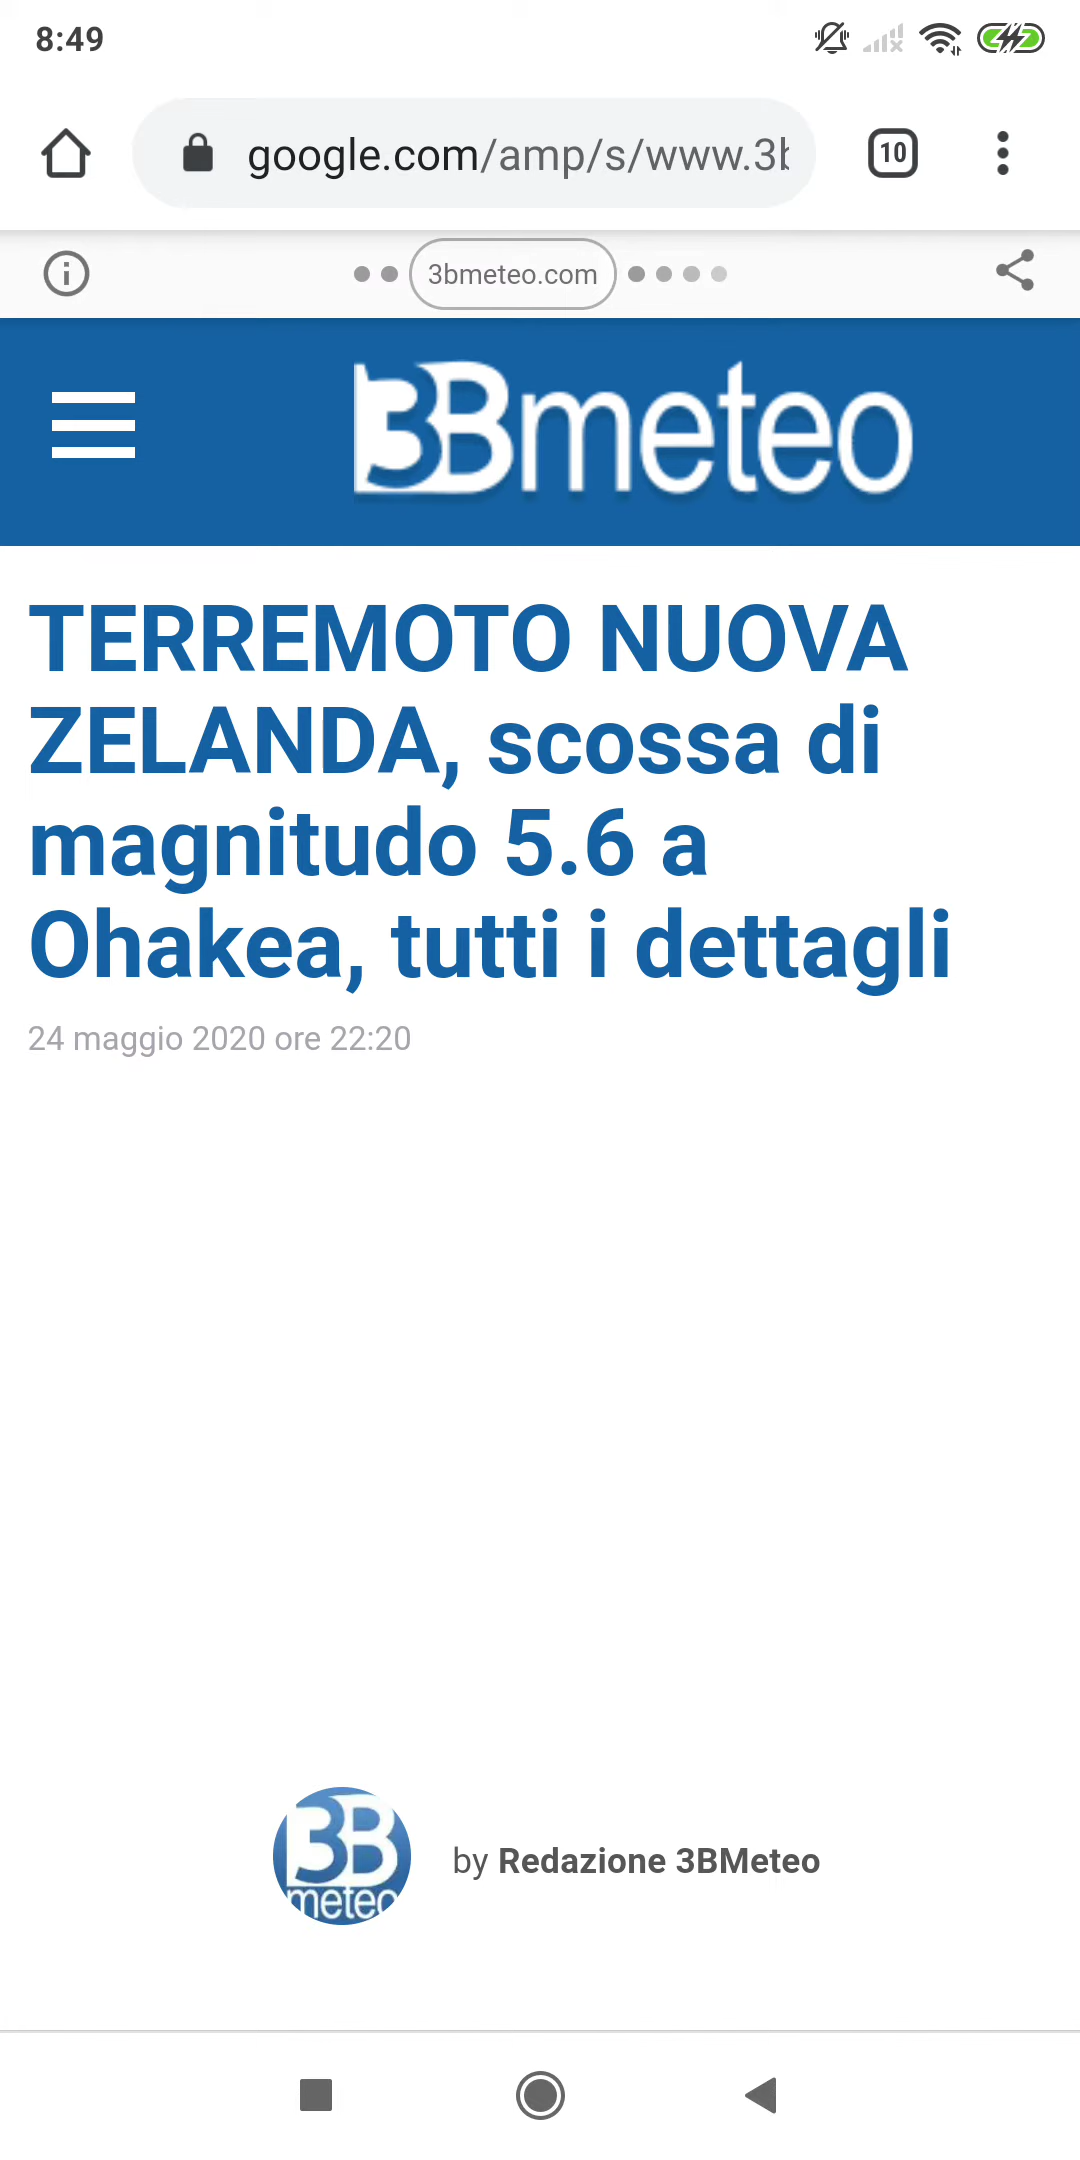 8:49
google.com/amp/s/www.3b
10
3bmeteo.com
3Bmeteo
TERREMOTO NUOVA
ZELANDA, scossa di
magnitudo 5.6 a
Ohakea, tutti i dettagli
24 maggio 2020 ore 22:20
3B
meteo
by Redazione 3BMeteo